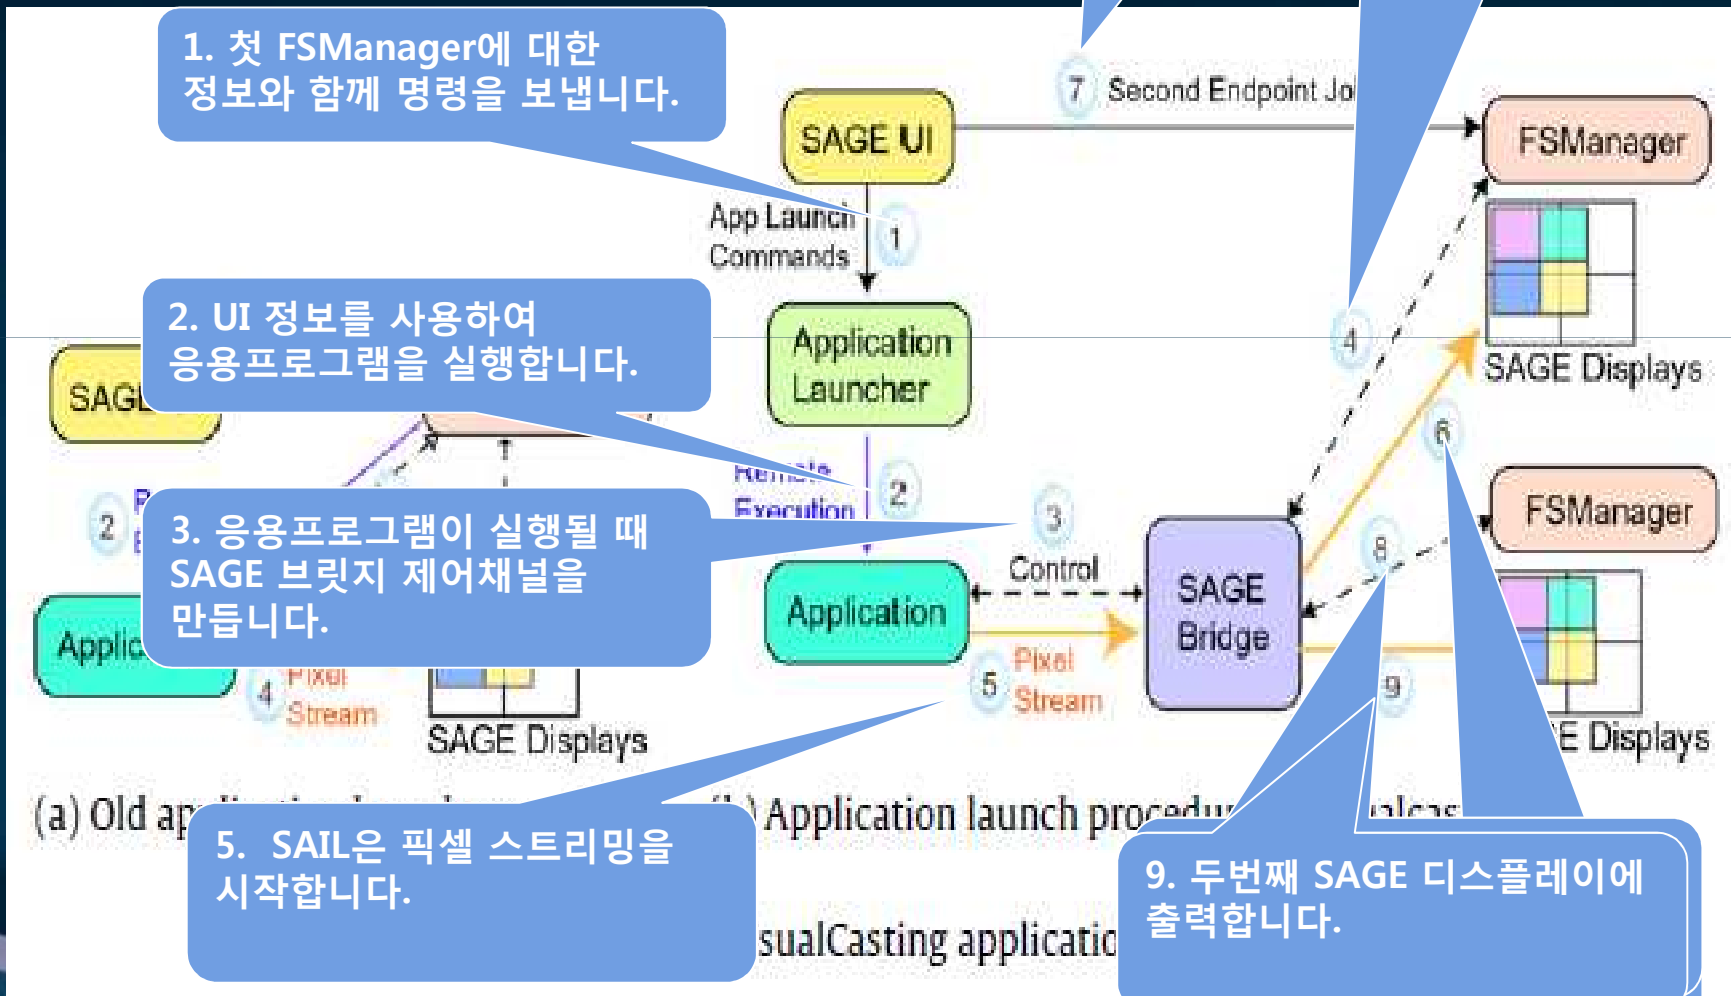 1. 첫 FSManager에 대한
정보와 함께 명령을 보냅니다.
7 Second Endpoint
SAGE UI
FSManager
App Launch
Commands
1
2. UI 정보를 사용하여
응용프로그램을 실행합니다.
Application
Launcher
4
SAGE Displays
SAGE
6
Remote
Execution
2
3
FSManager
2
3. 응용프로그램이 실행될 때
SAGE 브릿지 제어채널을
만듭니다.
8
Control
Application
SAGE
Bridge
4 Pixel
Stream
5 Pixel
Stream
9
SAGE Displays
Displays
(a) Old
Application launch
5. SAIL은 픽셀 스트리밍을
시작합니다.
9. 두번째 SAGE 디스플레이에
출력합니다.